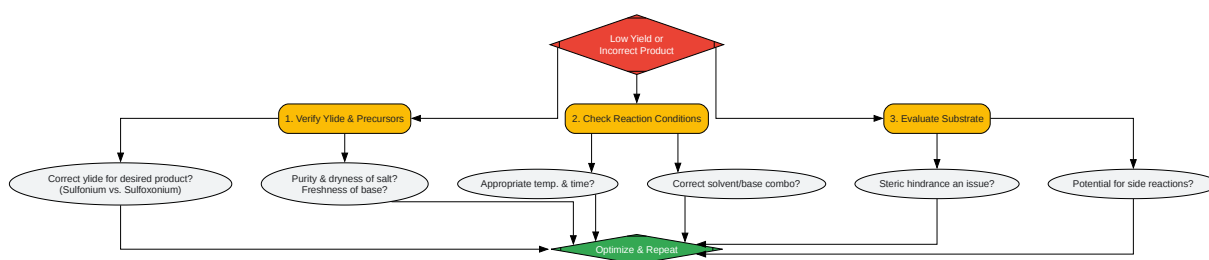 Low Yield or
Incorrect Product
1. Verify Ylide & Precursors
2. Check Reaction Conditions
3. Evaluate Substrate
Correct ylide for desired product?
(Sulfonium vs. Sulfoxonium)
Purity & dryness of salt?
Freshness of base?
Appropriate temp. & time?
Correct solvent/base combo?
Steric hindrance an issue?
Potential for side reactions?
Optimize & Repeat